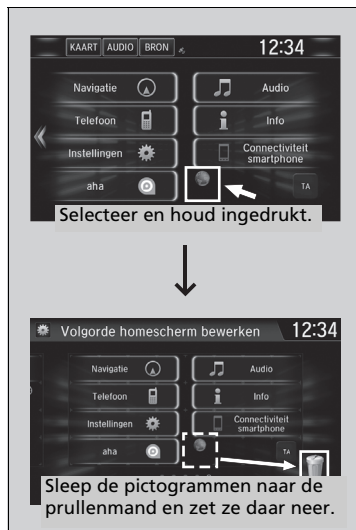 KAART AUDIO BRON 12:34
Navigatie Audio
Telefoon Info
Instellingen Connectiviteit
smartphone
aha TA
Selecteer en houd ingedrukt.
Volgorde homescherm bewerken 12:34
Navigatie Audio
Telefoon Info
Instellingen Connectiviteit
smartphone
aha TA
Sleep de pictogrammen naar de
prullenmand en zet ze daar neer.